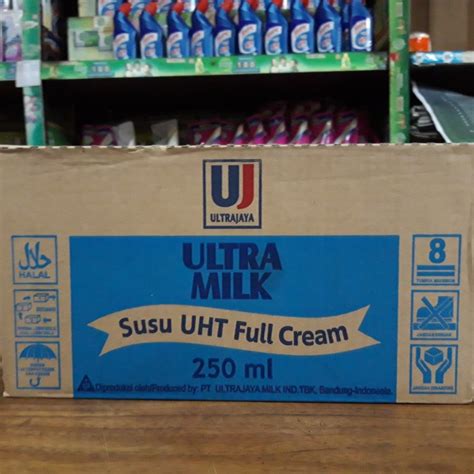 UJ
ULTRAJAYA
ULTRA
MILK
Susu UHT Full Cream
250 ml
Diproduksi oleh/Produced by: PT. ULTRAJAYA MILK IND.TBK, Bandung-Indonesia.
حلال
HALAL
8